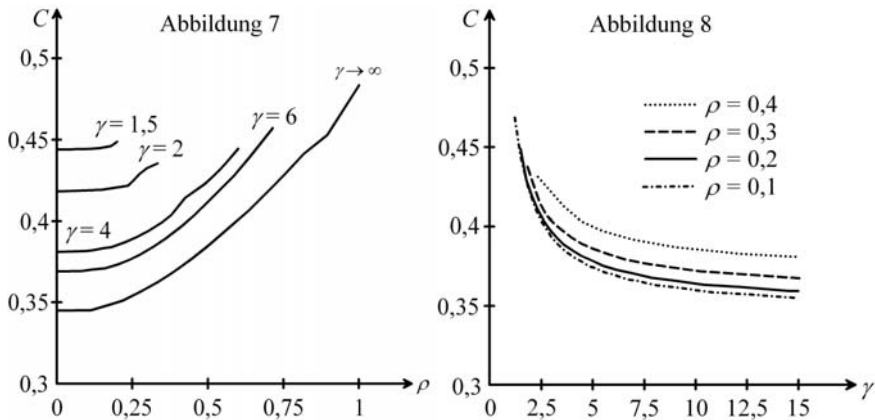 Abbildung 7
C
0,5
0,45
0,4
0,35
0,3
γ = 1,5
γ = 2
γ = 4
γ = 6
γ → ∞
0
0,25
0,5
0,75
1
ρ
Abbildung 8
C
0,5
0,45
0,4
0,35
0,3
ρ = 0,4
ρ = 0,3
ρ = 0,2
ρ = 0,1
0
2,5
5
7,5
10
12,5
15
γ